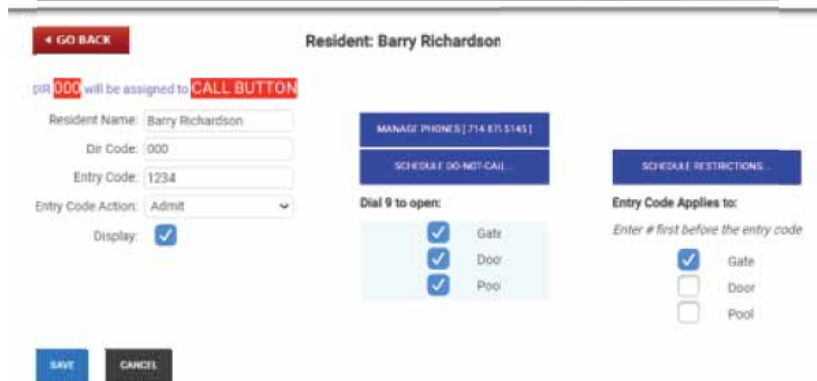 GO BACK
Resident: Barry Richardson
DIR 000 will be assigned to CALL BUTTON
Resident Name: Barry Richardson
Dir Code: 000
Entry Code: 1234
Entry Code Action: Admit
Display:
MANAGE PHONES [ 714 871 5145 ]
SCHEDULE DO-NOT-CALL...
Dial 9 to open:
Gate
Door
Pool
SCHEDULE RESTRICTIONS...
Entry Code Applies to:
Enter # first before the entry code
Gate
Door
Pool
SAVE
CANCEL